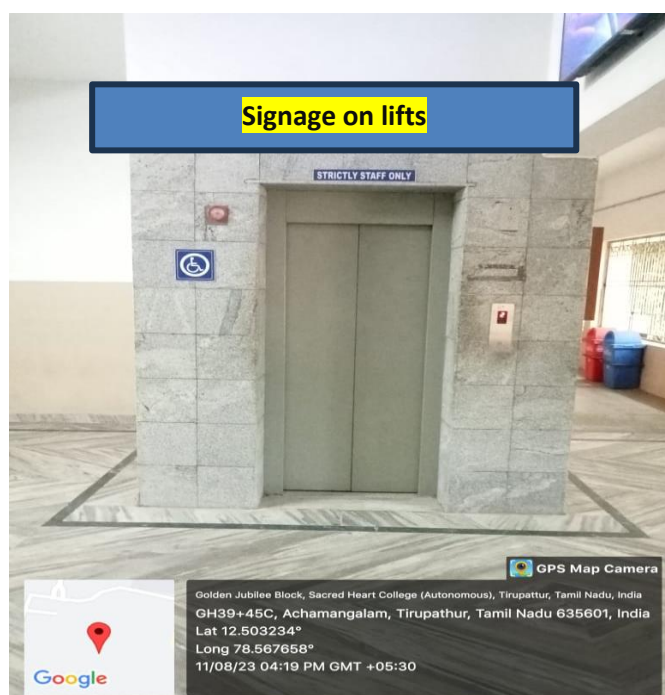 Signage on lifts
STRICTLY STAFF ONLY
GPS Map Camera
Golden Jubilee Block, Sacred Heart College (Autonomous), Tirupattur, Tamil Nadu, India
GH39+45C, Achamangalam, Tirupathur, Tamil Nadu 635601, India
Lat 12.503234°
Long 78.567658°
11/08/23 04:19 PM GMT +05:30
Google